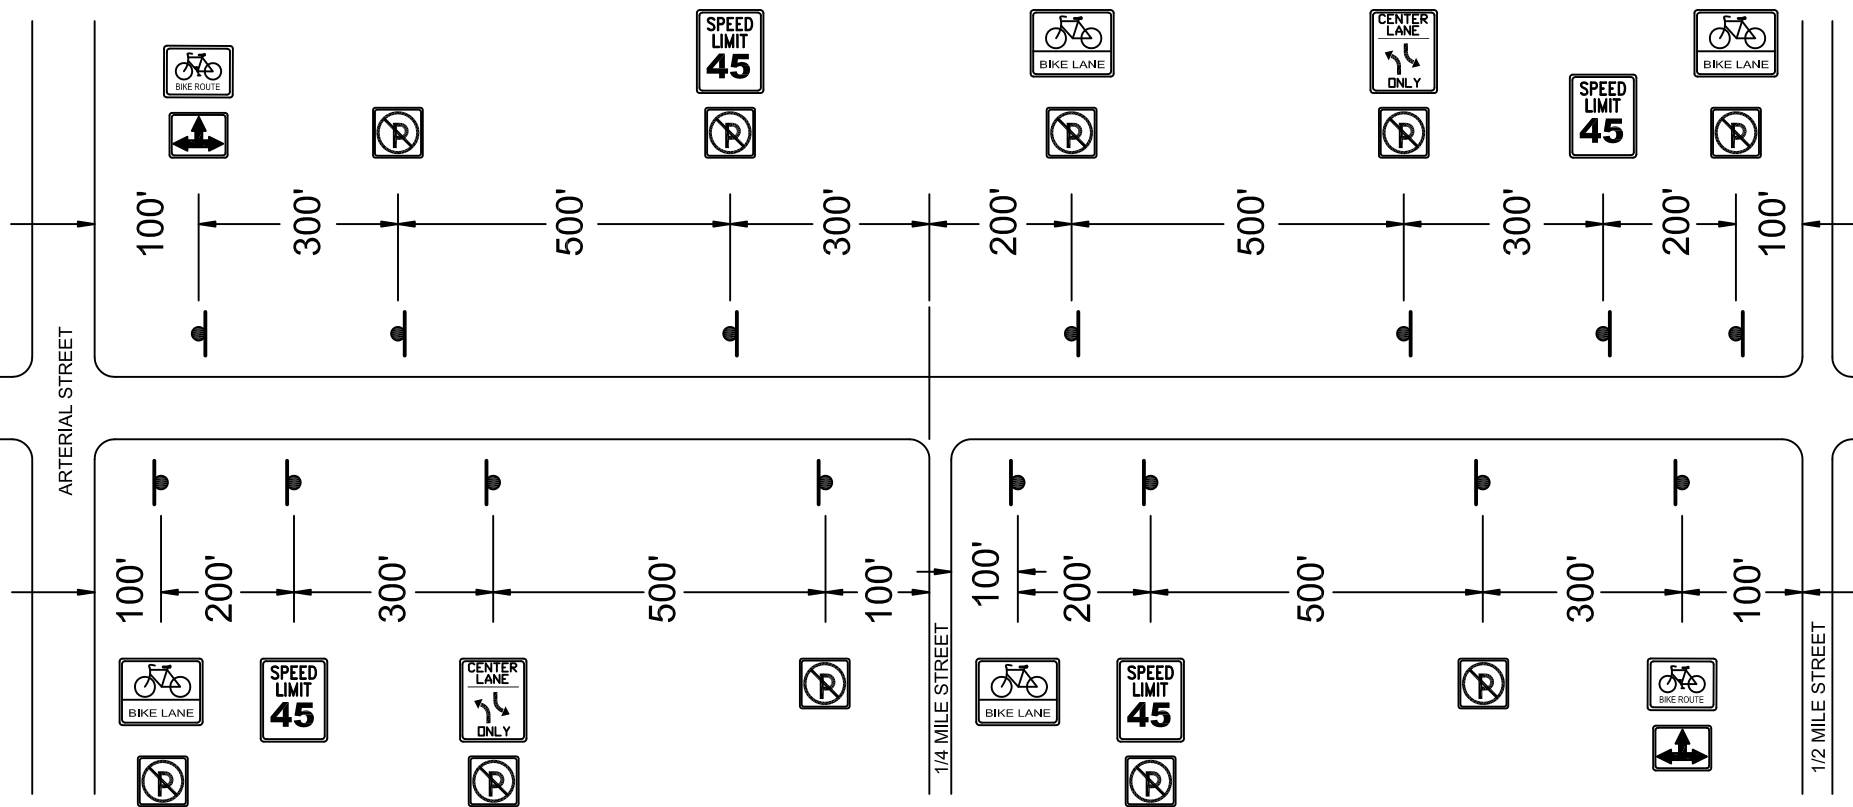 BIKE ROUTE
SPEED
LIMIT
45
P
P
BIKE LANE
P
CENTER
LANE
ONLY
P
SPEED
LIMIT
45
BIKE LANE
P
100'
300'
500'
300'
200'
500'
300'
200'
100'
ARTERIAL STREET
100'
200'
300'
500'
100'
100'
200'
500'
300'
100'
BIKE LANE
P
SPEED
LIMIT
45
CENTER
LANE
ONLY
P
P
1/4 MILE STREET
BIKE LANE
SPEED
LIMIT
45
P
P
BIKE ROUTE
1/2 MILE STREET